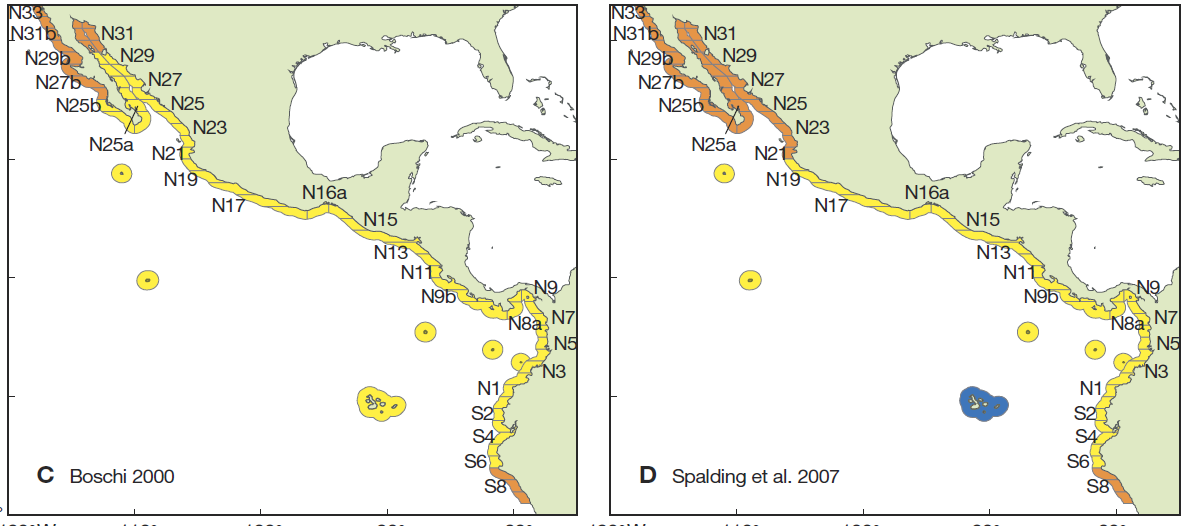 N33
N31b
N31
N29b
N29
N27b
N27
N25b
N25
N25a
N23
N21
N19
N17
N16a
N15
N13
N11
N9b
N9
N8a
N7
N5
N3
N1
S2
S4
S6
S8
C Boschi 2000
N33
N31b
N31
N29b
N29
N27b
N27
N25b
N25
N25a
N23
N21
N19
N17
N16a
N15
N13
N11
N9b
N9
N8a
N7
N5
N3
N1
S2
S4
S6
S8
D Spalding et al. 2007